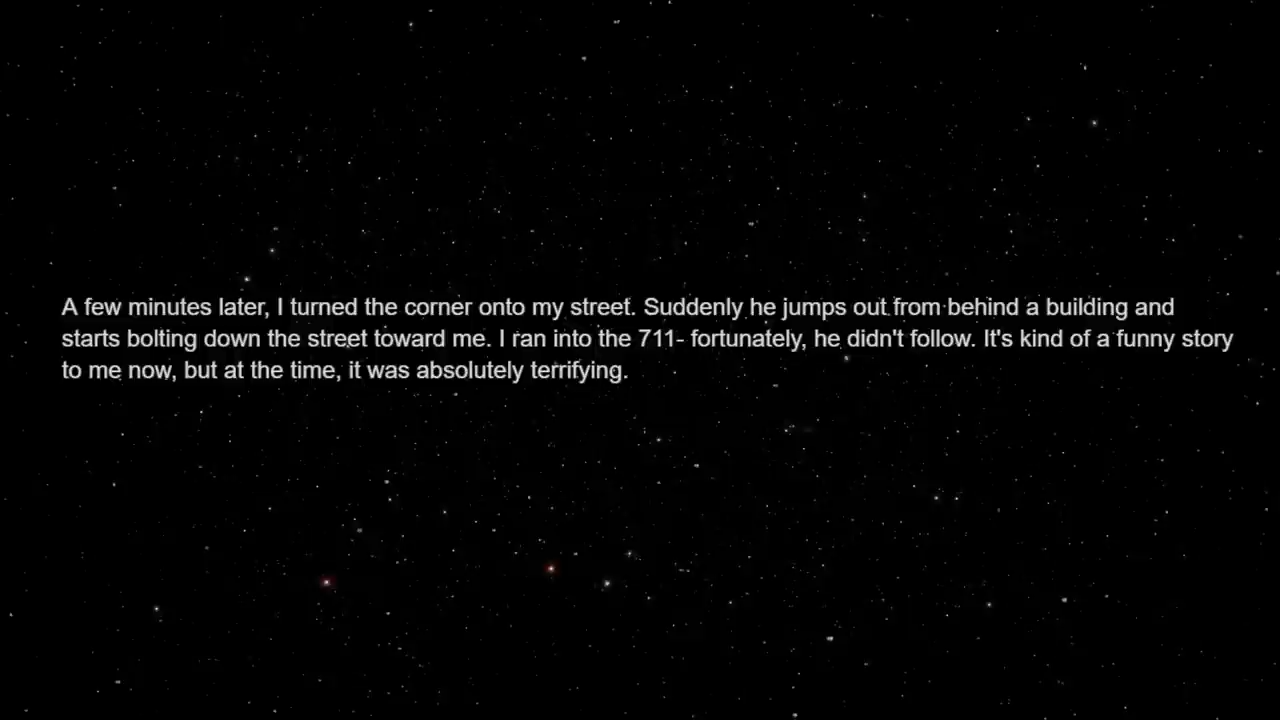 A few minutes later, I turned the corner onto my street. Suddenly he jumps out from behind a building and
starts bolting down the street toward me. I ran into the 711- fortunately, he didn't follow. It's kind of a funny story
to me now, but at the time, it was absolutely terrifying.